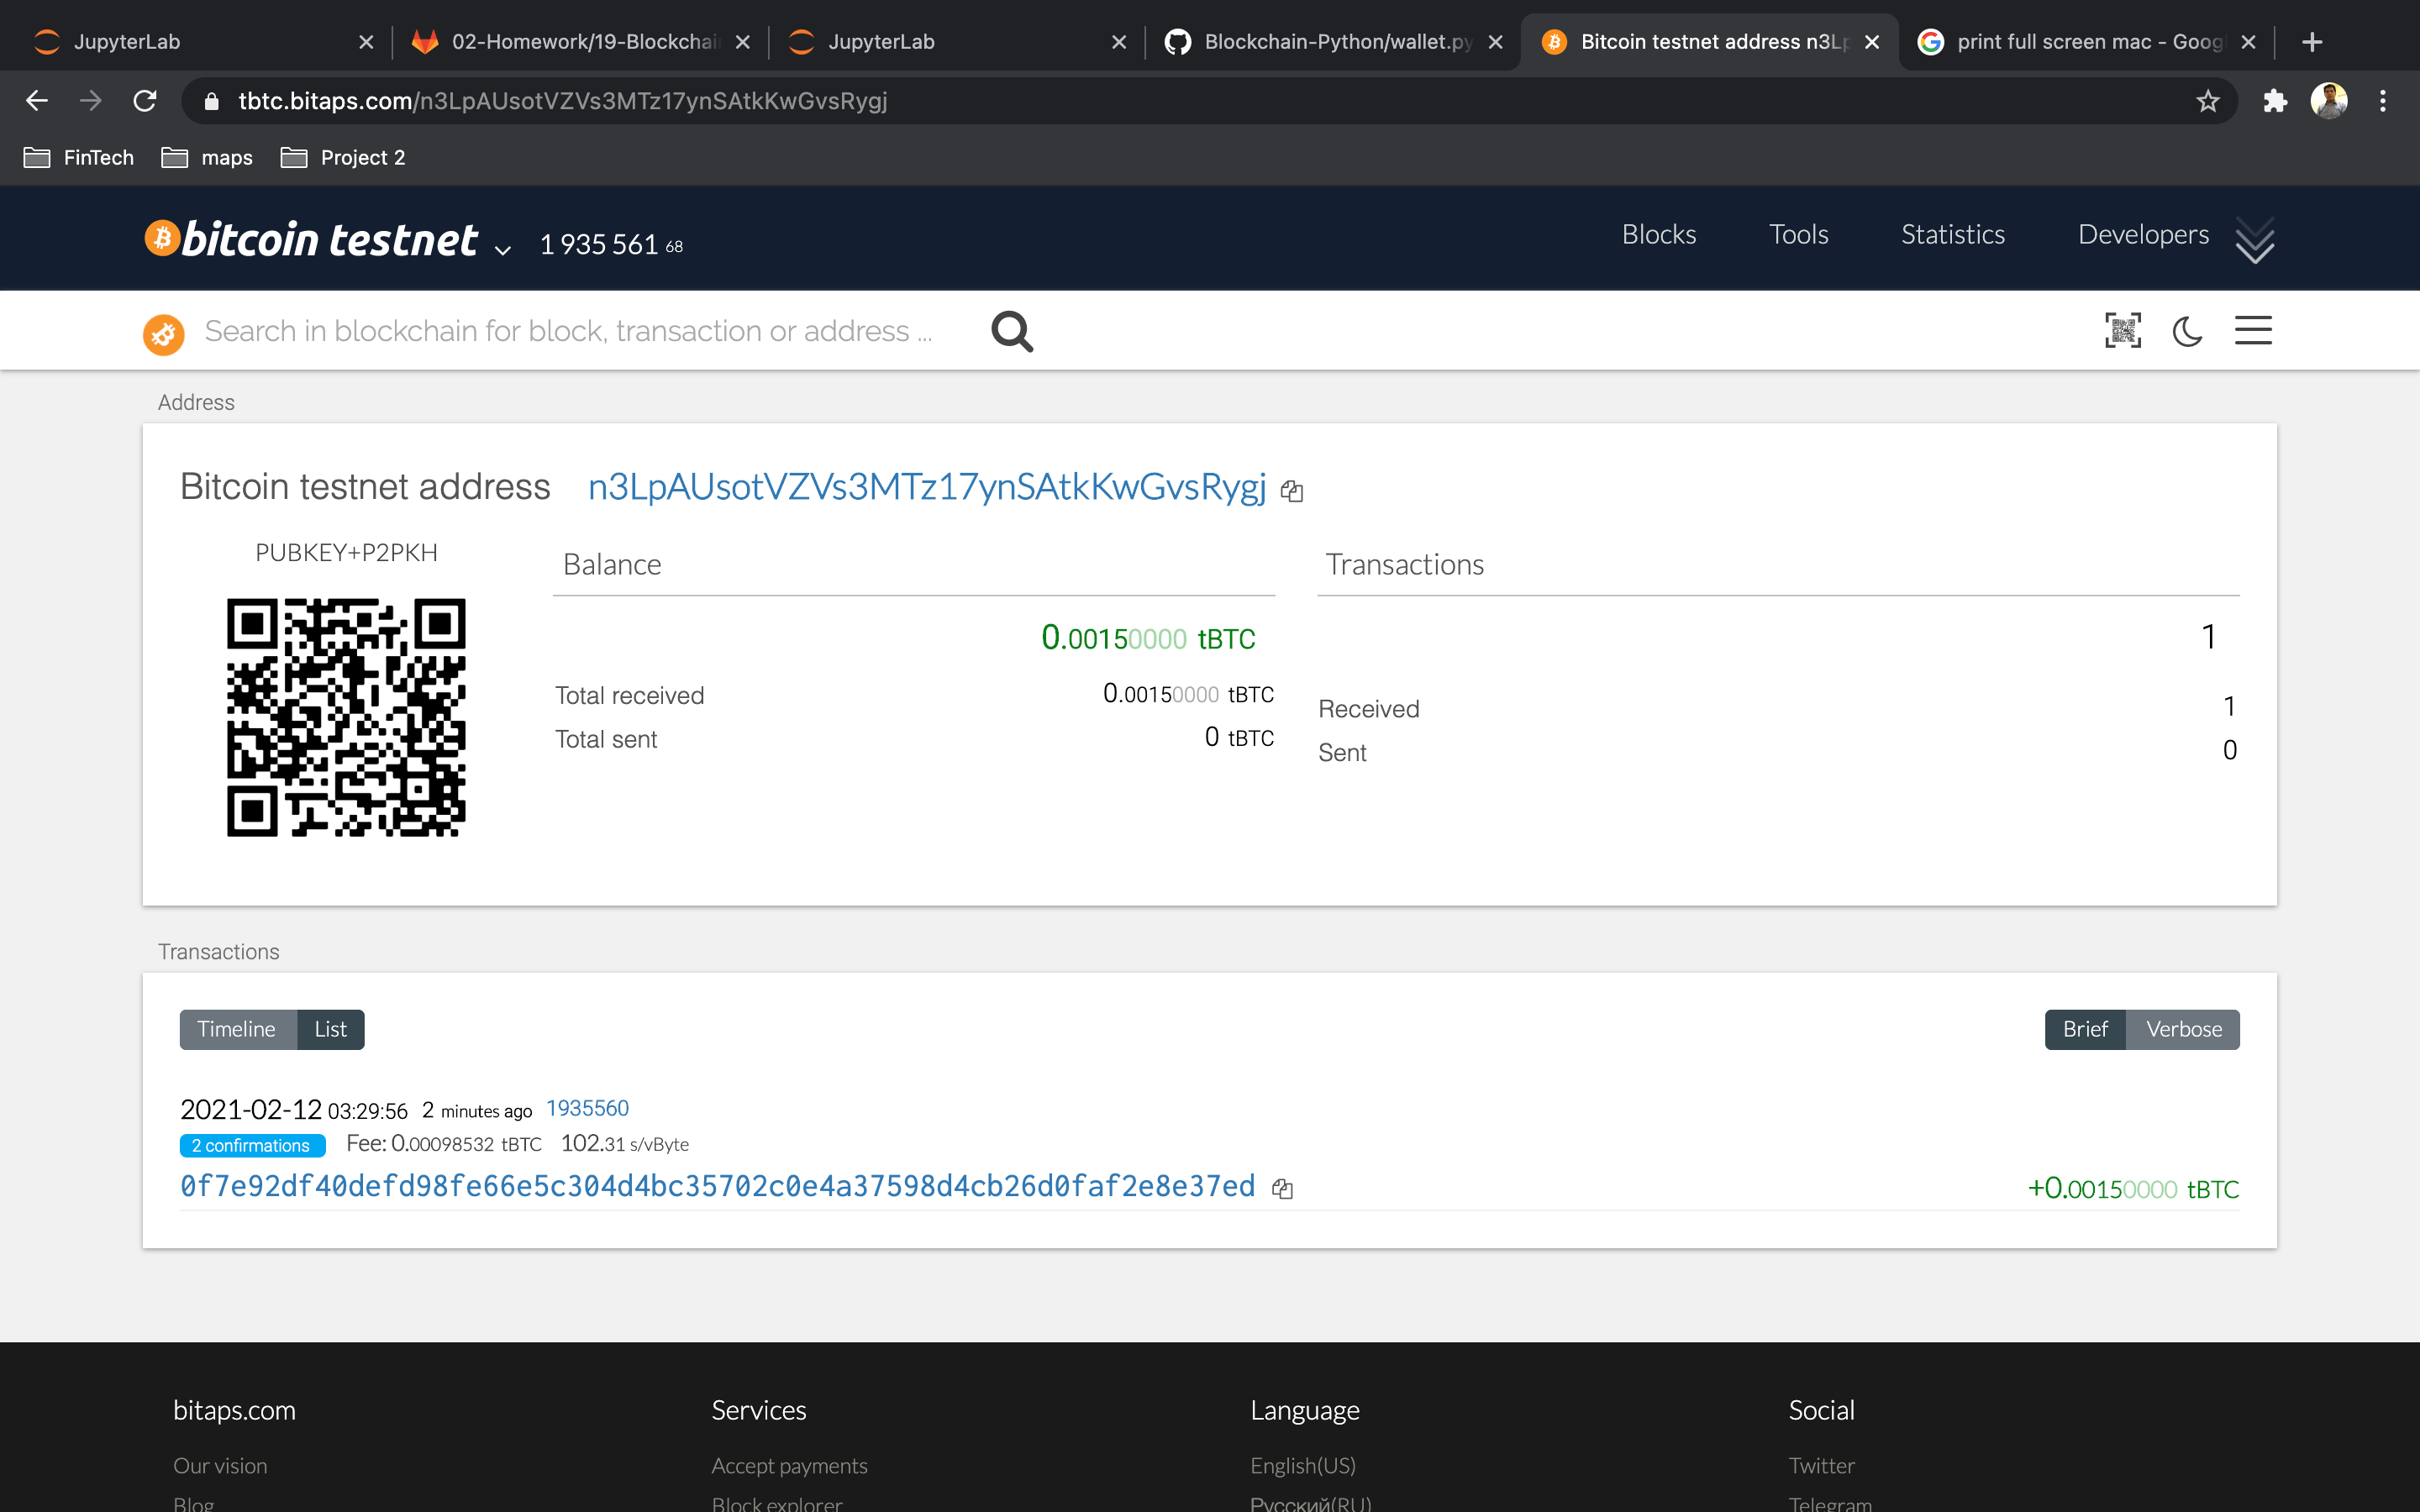 JupyterLab
02-Homework/19-Blockchai
JupyterLab
Blockchain-Python/wallet.py
Bitcoin testnet address n3Lp
print full screen mac - Goog
tbtc.bitaps.com/n3LpAUsotVZVs3MTz17ynSAtkKwGvsRygj
FinTech
maps
Project 2
bitcoin testnet
1 935 561 68
Blocks
Tools
Statistics
Developers
Search in blockchain for block, transaction or address ...
Address
Bitcoin testnet address n3LpAUsotVZVs3MTz17ynSAtkKwGvsRygj
PUBKEY+P2PKH
Balance
0.00150000 tBTC
Total received 0.00150000 tBTC
Total sent 0 tBTC
Transactions
1
Received 1
Sent 0
Transactions
Timeline List
Brief Verbose
2021-02-12 03:29:56 2 minutes ago 1935560
2 confirmations Fee: 0.00098532 tBTC 102.31 s/vByte
0f7e92df40defd98fe66e5c304d4bc35702c0e4a37598d4cb26d0faf2e8e37ed
+0.00150000 tBTC
bitaps.com
Our vision
Blog
Services
Accept payments
Block explorer
Language
English(US)
Русский(RU)
Social
Twitter
Telegram